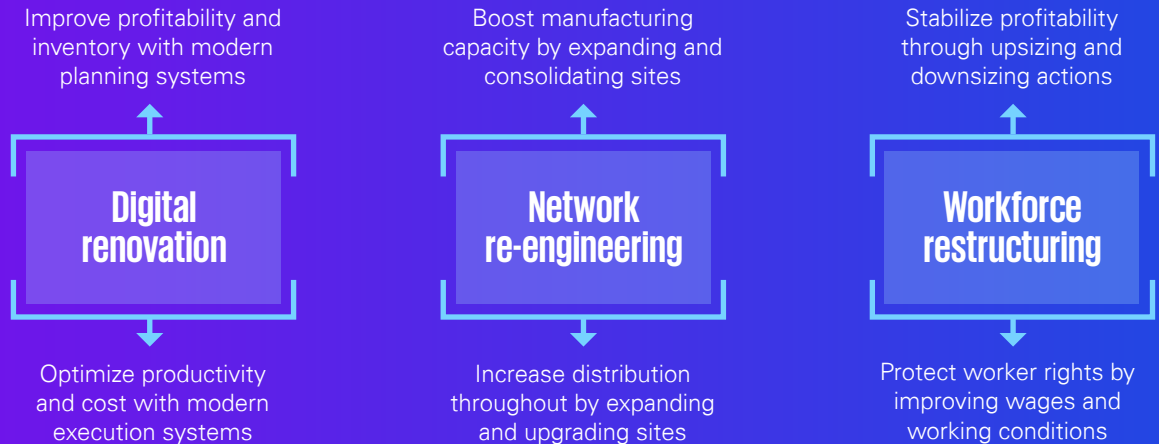 Improve profitability and
inventory with modern
planning systems
Digital
renovation
Optimize productivity
and cost with modern
execution systems
Boost manufacturing
capacity by expanding and
consolidating sites
Network
re-engineering
Increase distribution
throughout by expanding
and upgrading sites
Stabilize profitability
through upsizing and
downsizing actions
Workforce
restructuring
Protect worker rights by
improving wages and
working conditions